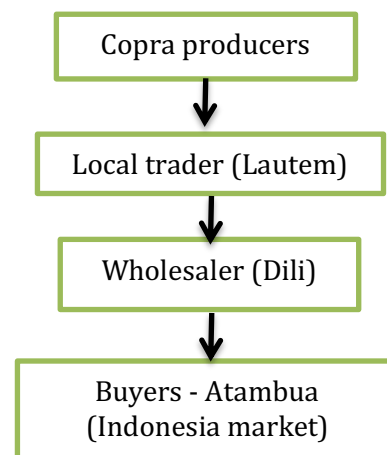 Copra producers
Local trader (Lautem)
Wholesaler (Dili)
Buyers - Atambua
(Indonesia market)